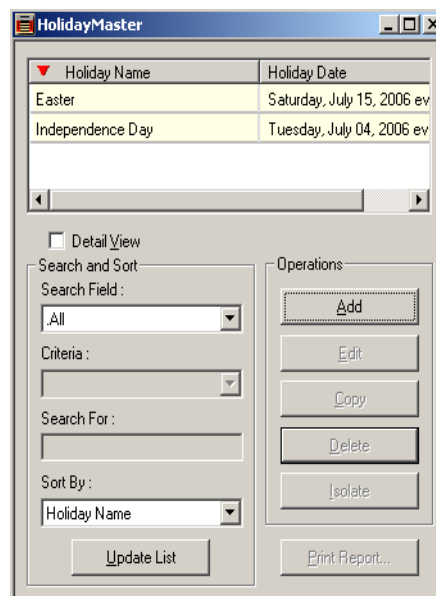 HolidayMaster
Holiday Name Holiday Date
Easter Saturday, July 15, 2006 ev
Independence Day Tuesday, July 04, 2006 ev
Detail View
Search and Sort
Search Field :
.All
Criteria :
Search For :
Sort By :
Holiday Name
Update List
Operations
Add
Edit
Copy
Delete
Isolate
Print Report...